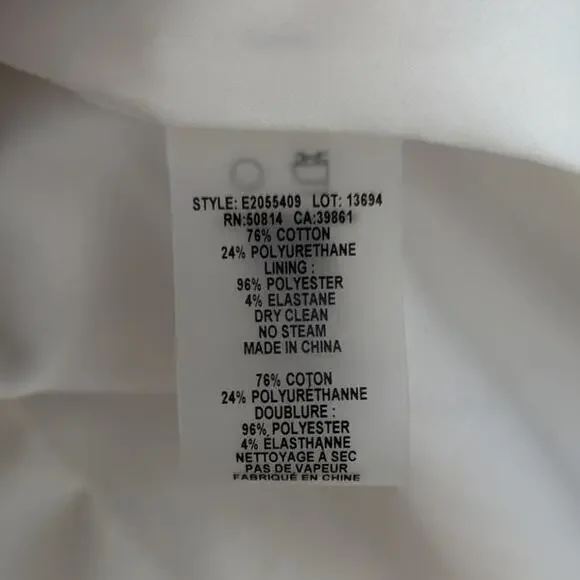 STYLE: E2055409 LOT: 13694
RN:50814 CA:39861
76% COTTON
24% POLYURETHANE
LINING :
96% POLYESTER
4% ELASTANE
DRY CLEAN
NO STEAM
MADE IN CHINA
76% COTON
24% POLYURÉTHANNE
DOUBLURE :
96% POLYESTER
4% ÉLASTHANNE
NETTOYAGE À SEC
PAS DE VAPEUR
FABRIQUÉ EN CHINE